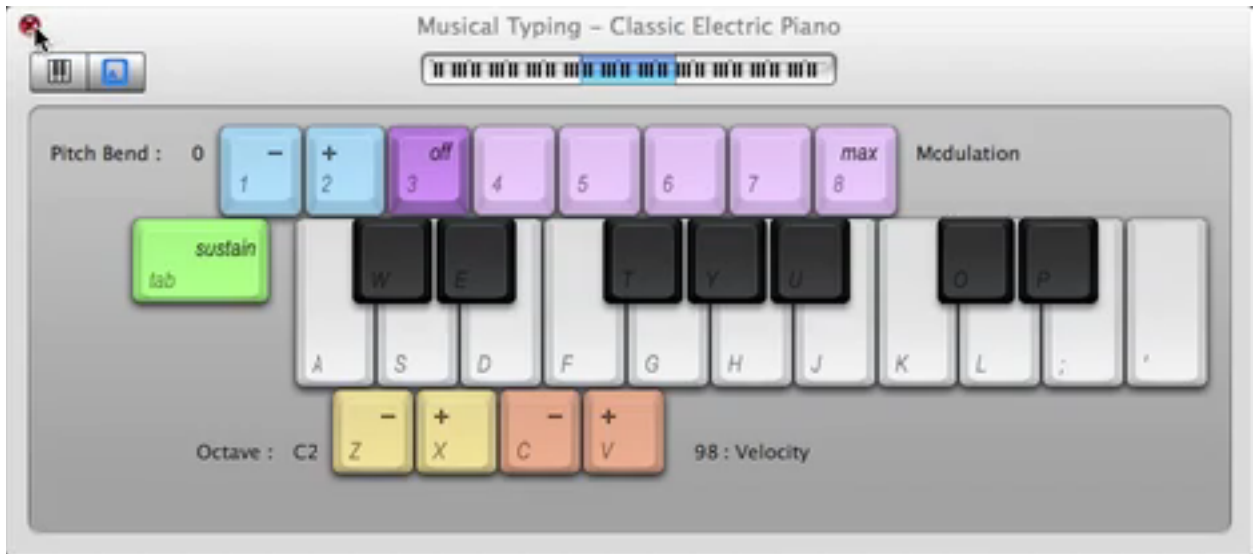 Musical Typing – Classic Electric Piano
Pitch Bend : 0 − + off max Modulation
1 2 3 4 5 6 7 8
sustain
tab
W E T Y U O P
A S D F G H J K L ; '
− + − +
Octave : C2 Z X C V 98 : Velocity